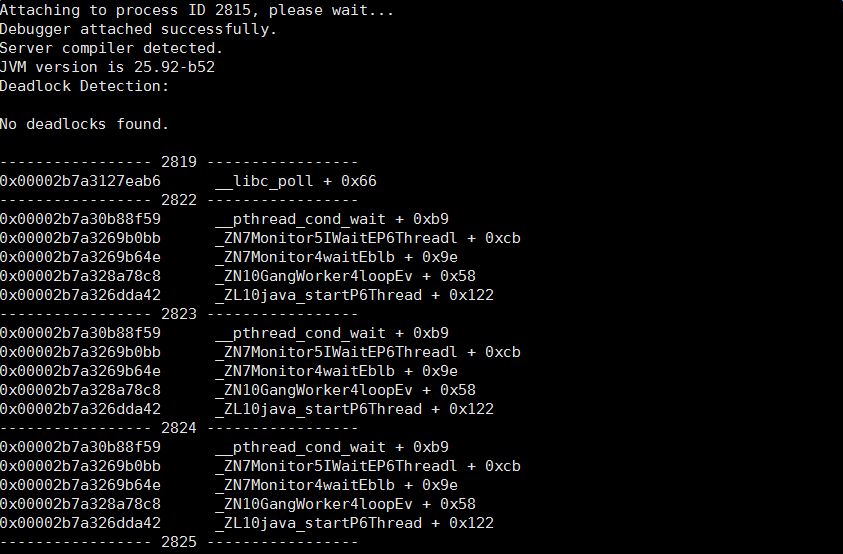 Attaching to process ID 2815, please wait...
Debugger attached successfully.
Server compiler detected.
JVM version is 25.92-b52
Deadlock Detection:
No deadlocks found.
----------------- 2819 -----------------
0x00002b7a3127eab6 __libc_poll + 0x66
----------------- 2822 -----------------
0x00002b7a30b88f59 __pthread_cond_wait + 0xb9
0x00002b7a3269b0bb _ZN7Monitor5IWaitEP6Threadl + 0xcb
0x00002b7a3269b64e _ZN7Monitor4waitEblb + 0x9e
0x00002b7a328a78c8 _ZN10GangWorker4loopEv + 0x58
0x00002b7a326dda42 _ZL10java_startP6Thread + 0x122
----------------- 2823 -----------------
0x00002b7a30b88f59 __pthread_cond_wait + 0xb9
0x00002b7a3269b0bb _ZN7Monitor5IWaitEP6Threadl + 0xcb
0x00002b7a3269b64e _ZN7Monitor4waitEblb + 0x9e
0x00002b7a328a78c8 _ZN10GangWorker4loopEv + 0x58
0x00002b7a326dda42 _ZL10java_startP6Thread + 0x122
----------------- 2824 -----------------
0x00002b7a30b88f59 __pthread_cond_wait + 0xb9
0x00002b7a3269b0bb _ZN7Monitor5IWaitEP6Threadl + 0xcb
0x00002b7a3269b64e _ZN7Monitor4waitEblb + 0x9e
0x00002b7a328a78c8 _ZN10GangWorker4loopEv + 0x58
0x00002b7a326dda42 _ZL10java_startP6Thread + 0x122
----------------- 2825 -----------------